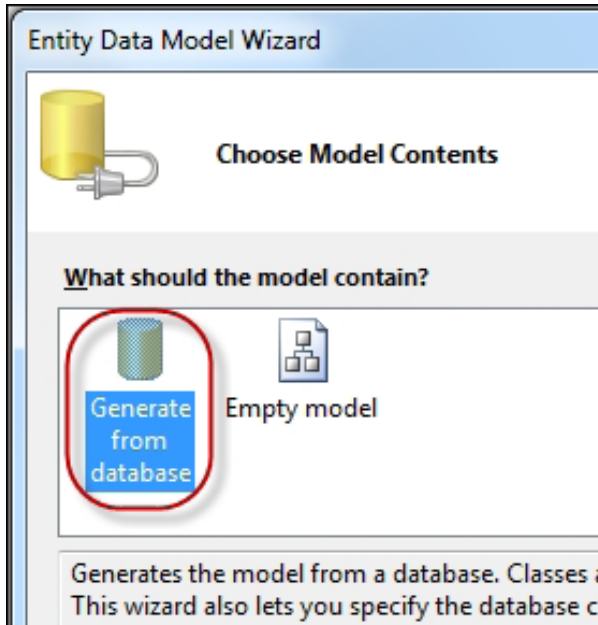 Entity Data Model Wizard
Choose Model Contents
What should the model contain?
Generate
from
database
Empty model
Generates the model from a database. Classes
This wizard also lets you specify the database